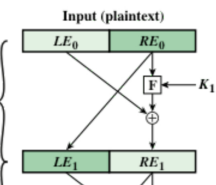 Input (plaintext)
LE₀ RE₀
F K₁
LE₁ RE₁